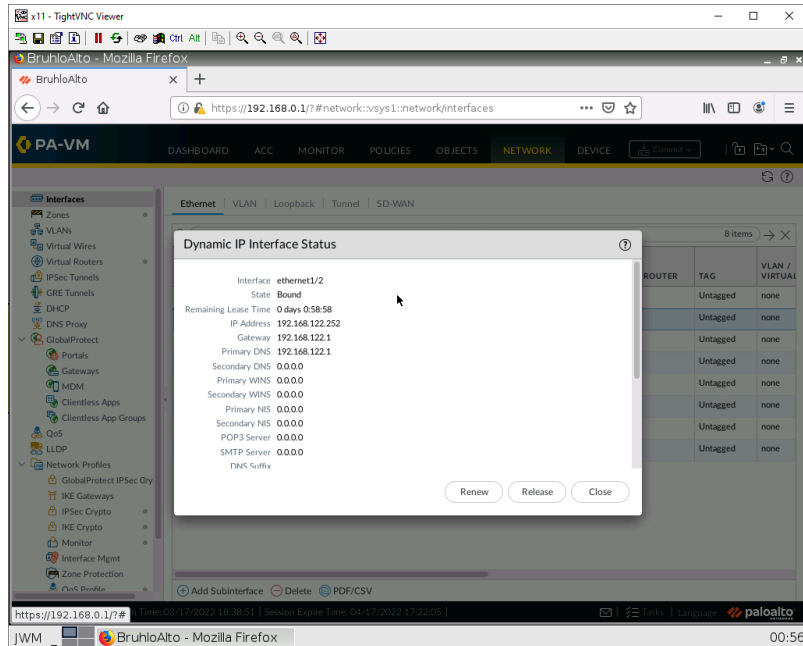 x11 - TightVNC Viewer
Ctrl Alt
BruhloAlto - Mozilla Firefox
BruhloAlto
https://192.168.0.1/?#network::vsys1::network/interfaces
PA-VM
DASHBOARD ACC MONITOR POLICIES OBJECTS NETWORK DEVICE Commit
Interfaces
Zones
VLANs
Virtual Wires
Virtual Routers
IPSec Tunnels
GRE Tunnels
DHCP
DNS Proxy
GlobalProtect
Portals
Gateways
MDM
Clientless Apps
Clientless App Groups
QoS
LLDP
Network Profiles
GlobalProtect IPSec Cry
IKE Gateways
IPSec Crypto
IKE Crypto
Monitor
Interface Mgmt
Zone Protection
QoS Profile
Ethernet VLAN Loopback Tunnel SD-WAN
8 items
ROUTER TAG VLAN / VIRTUAL
Untagged none
Untagged none
Untagged none
Untagged none
Untagged none
Untagged none
Untagged none
Untagged none
Dynamic IP Interface Status
Interface ethernet1/2
State Bound
Remaining Lease Time 0 days 0:58:58
IP Address 192.168.122.252
Gateway 192.168.122.1
Primary DNS 192.168.122.1
Secondary DNS 0.0.0.0
Primary WINS 0.0.0.0
Secondary WINS 0.0.0.0
Primary NIS 0.0.0.0
Secondary NIS 0.0.0.0
POP3 Server 0.0.0.0
SMTP Server 0.0.0.0
DNS Suffix
Renew Release Close
Add Subinterface Delete PDF/CSV
https://192.168.0.1/?#
n Time: 03/17/2022 18:38:51 | Session Expire Time: 04/17/2022 17:22:05 |
Tasks | Language paloalto NETWORKS
JWM BruhloAlto - Mozilla Firefox 00:56